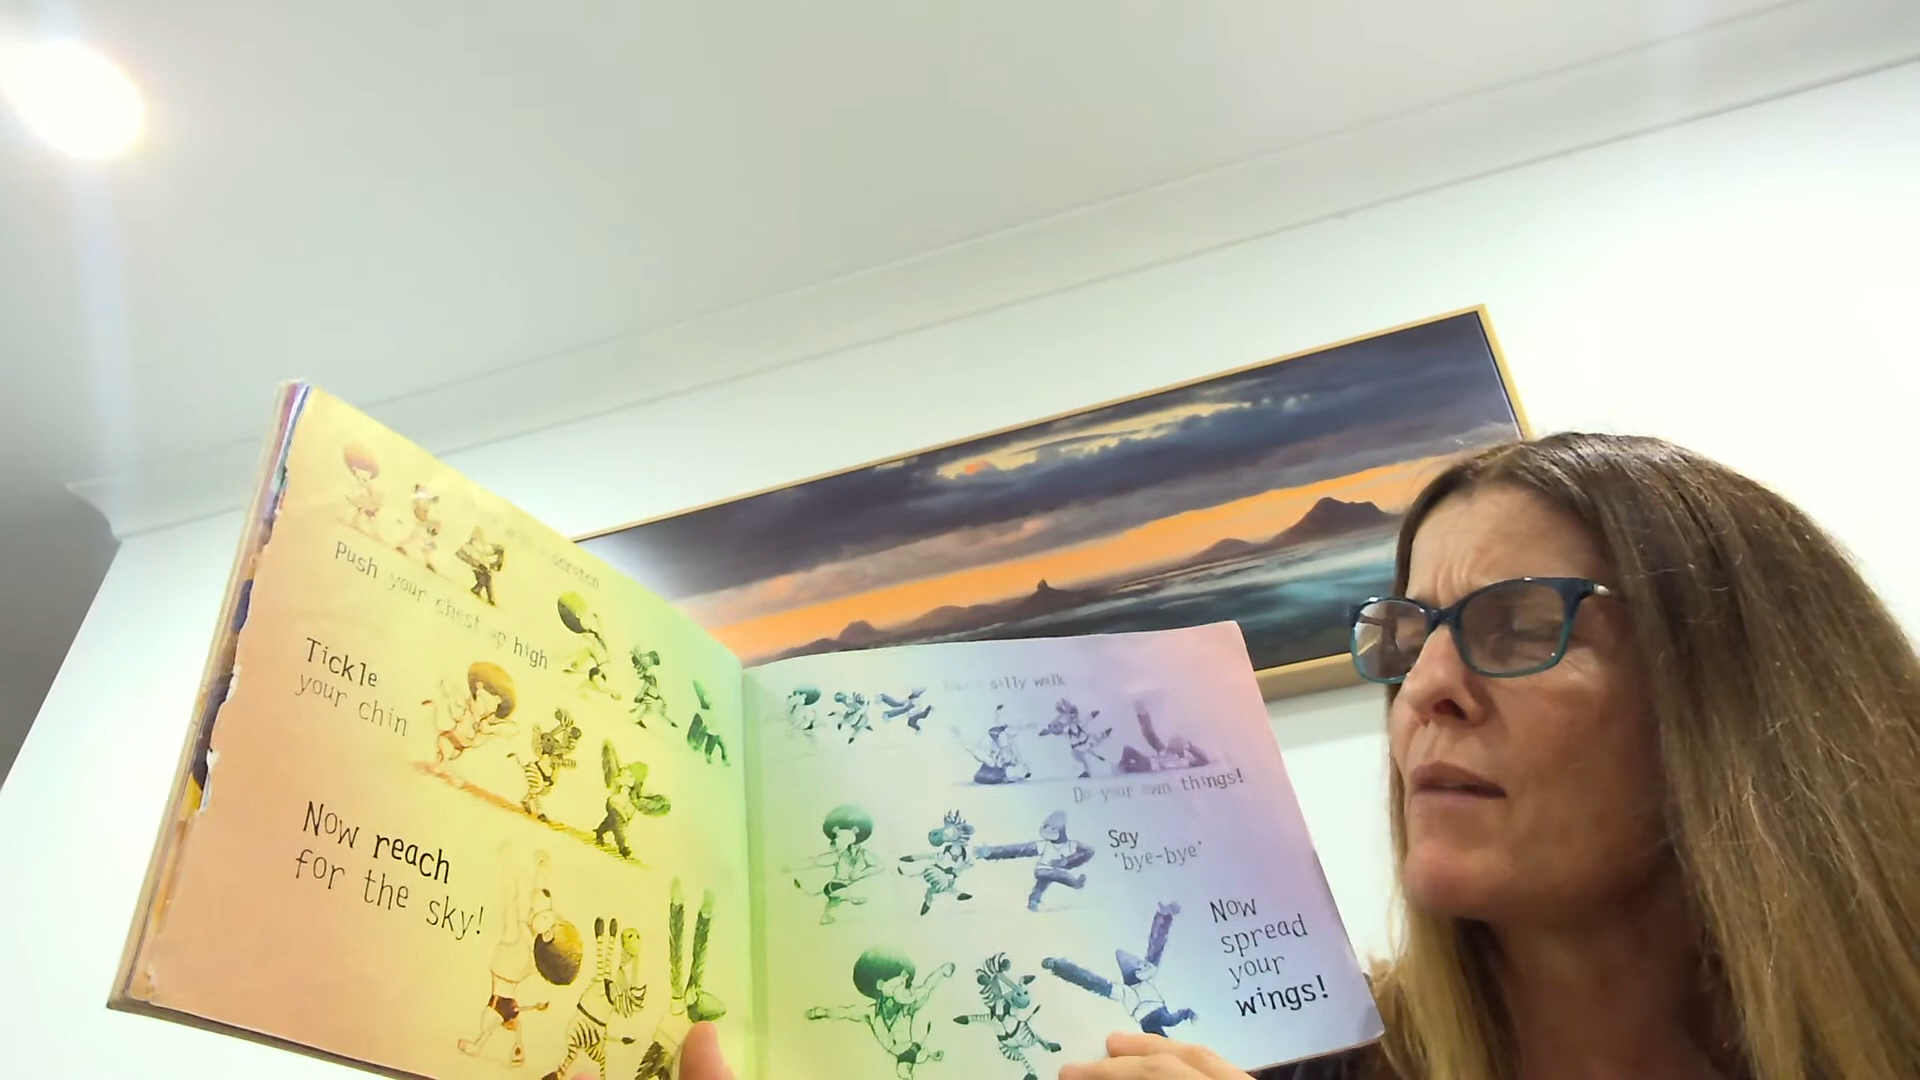 scratch
Push your chest up high
Tickle
your chin
Now reach
for the sky!
silly walk
Do your own things!
Say
'bye-bye'
Now
spread
your
wings!